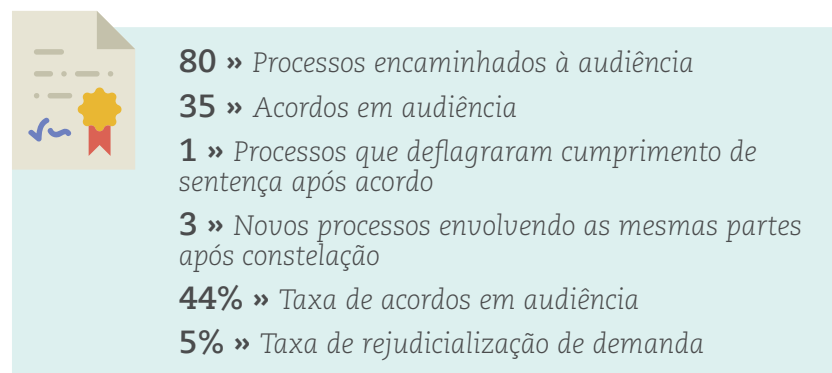 80 » Processos encaminhados à audiência
35 » Acordos em audiência
1 » Processos que deflagraram cumprimento de
sentença após acordo
3 » Novos processos envolvendo as mesmas partes
após constelação
44% » Taxa de acordos em audiência
5% » Taxa de rejudicialização de demanda